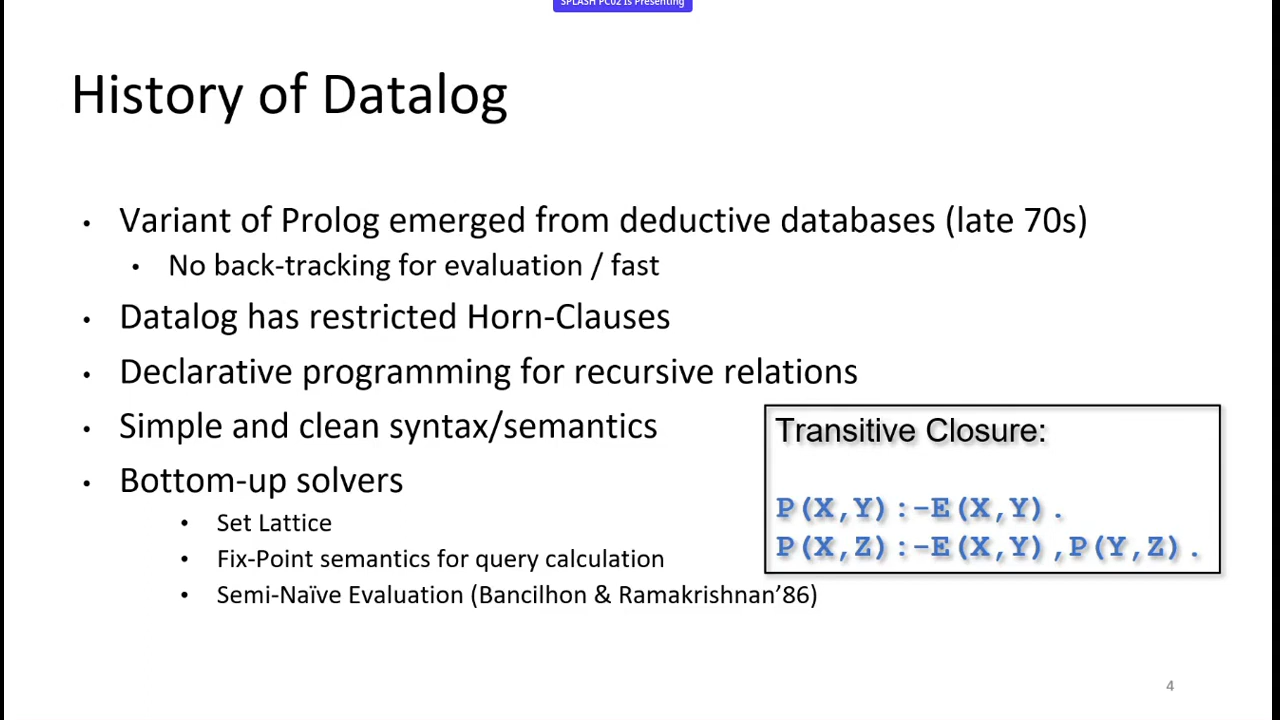 SPLASH PC02 is Presenting
History of Datalog
• Variant of Prolog emerged from deductive databases (late 70s)
• No back-tracking for evaluation / fast
• Datalog has restricted Horn-Clauses
• Declarative programming for recursive relations
• Simple and clean syntax/semantics
• Bottom-up solvers
• Set Lattice
• Fix-Point semantics for query calculation
• Semi-Naïve Evaluation (Bancilhon & Ramakrishnan’86)
Transitive Closure:
P(X,Y):-E(X,Y).
P(X,Z):-E(X,Y),P(Y,Z).
4